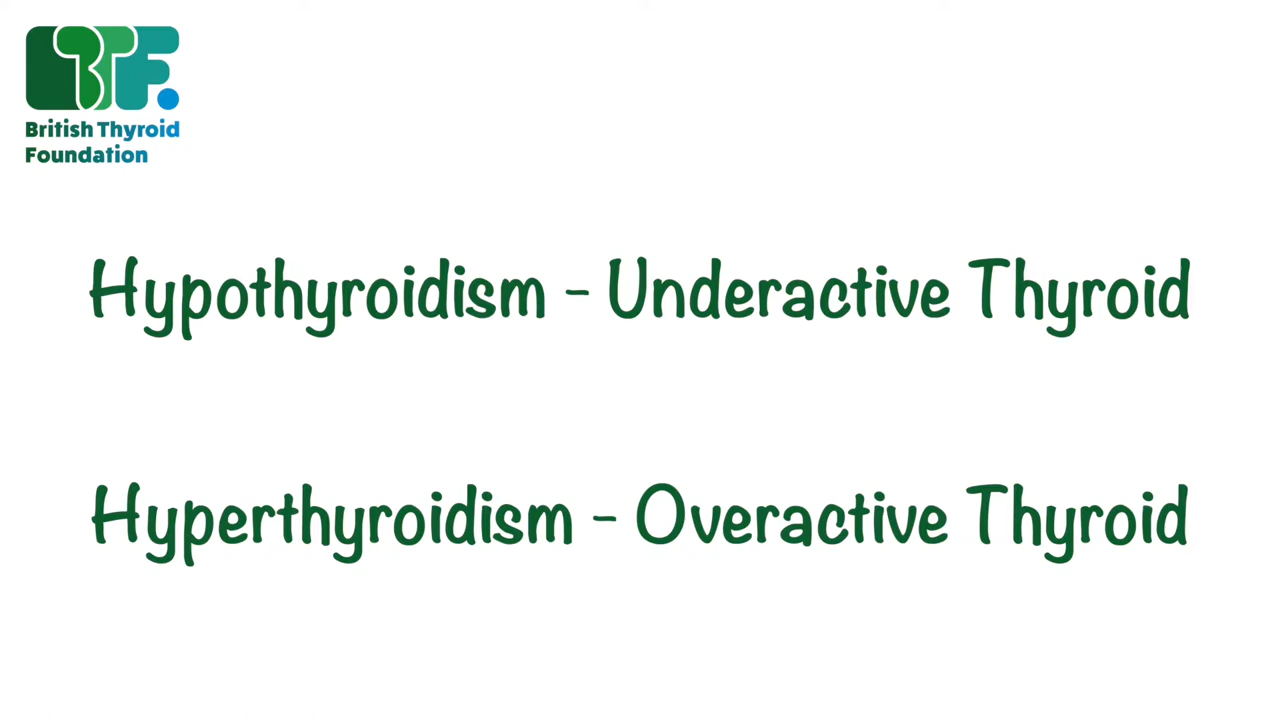 BTF.
British Thyroid
Foundation
Hypothyroidism - Underactive Thyroid
Hyperthyroidism - Overactive Thyroid